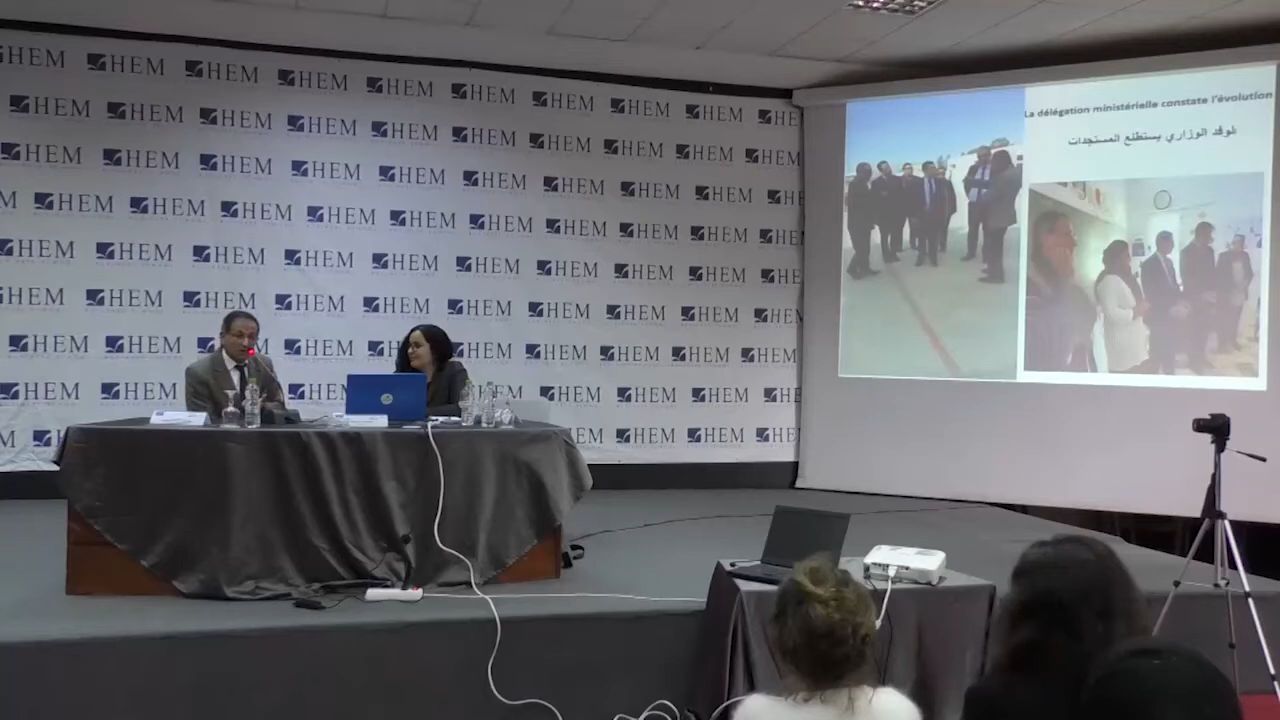 HEM
La délégation ministérielle constate l'évolution
الوفد الوزاري يستطلع المستجدات